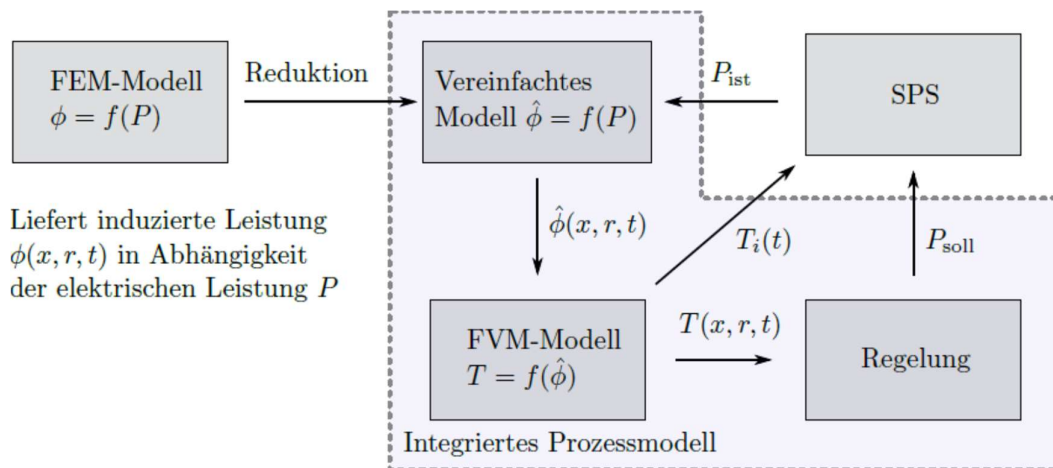 FEM-Modell
ϕ = f(P)
Reduktion
Vereinfachtes
Modell ϕ̂ = f(P)
P_ist
SPS
Liefert induzierte Leistung
ϕ(x, r, t) in Abhängigkeit
der elektrischen Leistung P
ϕ̂(x, r, t)
T_i(t)
P_soll
FVM-Modell
T = f(ϕ̂)
T(x, r, t)
Regelung
Integriertes Prozessmodell